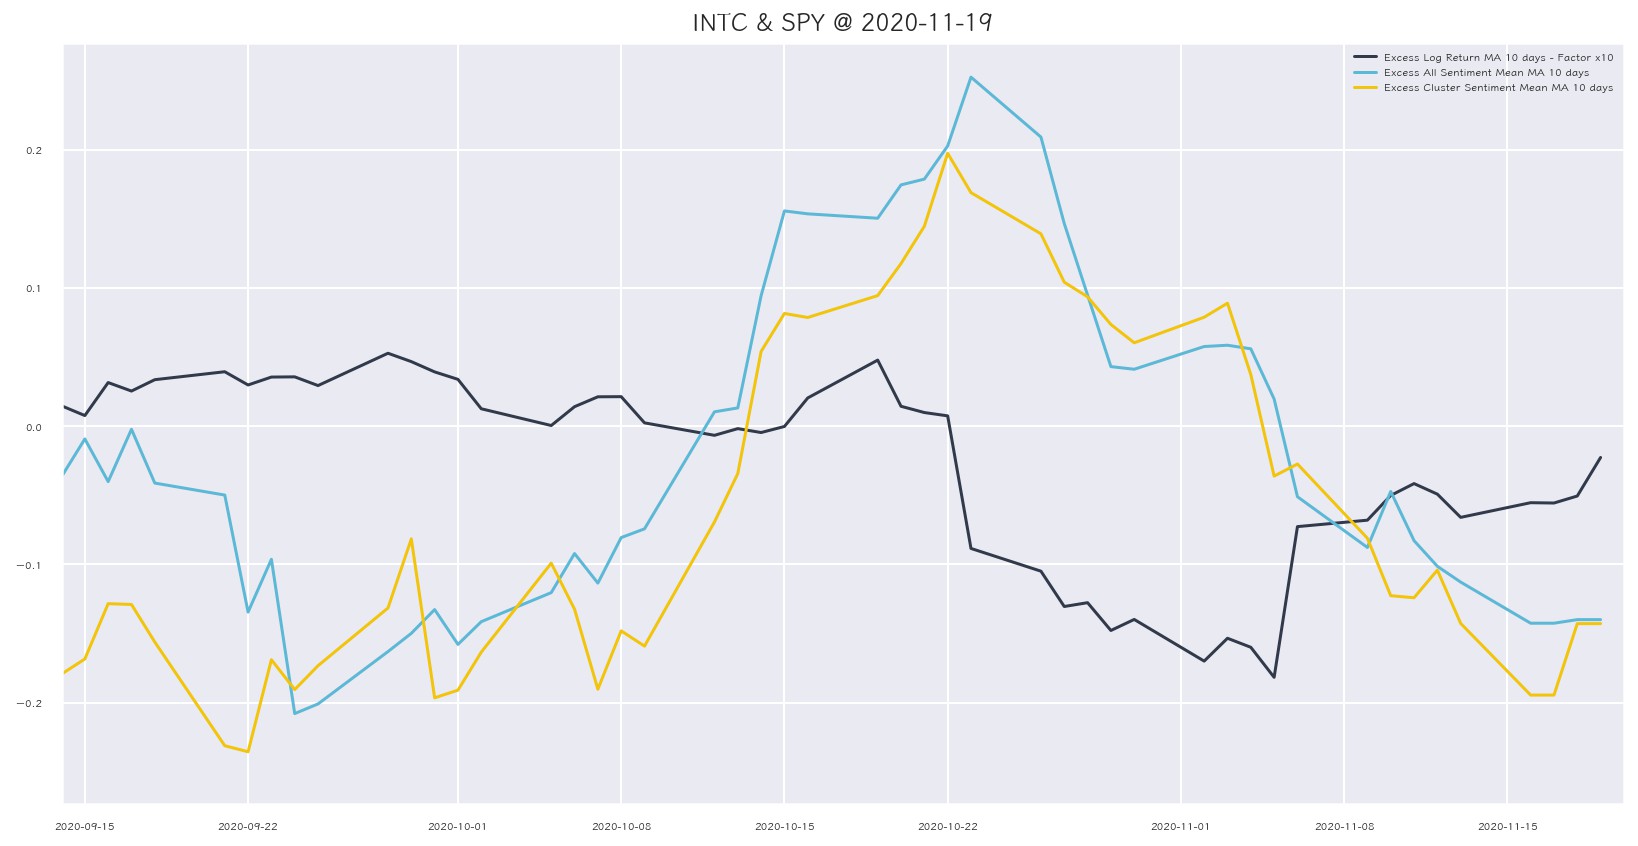 INTC & SPY @ 2020-11-19
Excess Log Return MA 10 days - Factor x10
Excess All Sentiment Mean MA 10 days
Excess Cluster Sentiment Mean MA 10 days
0.2
0.1
0.0
−0.1
−0.2
2020-09-15 2020-09-22 2020-10-01 2020-10-08 2020-10-15 2020-10-22 2020-11-01 2020-11-08 2020-11-15